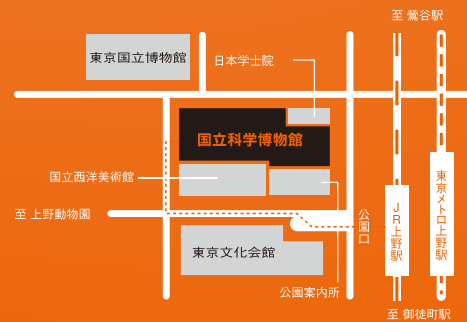 至 鶯谷駅
東京国立博物館
日本学士院
国立科学博物館
国立西洋美術館
至 上野動物園
公園口
JR上野駅
東京メトロ上野駅
東京文化会館
公園案内所
至 御徒町駅